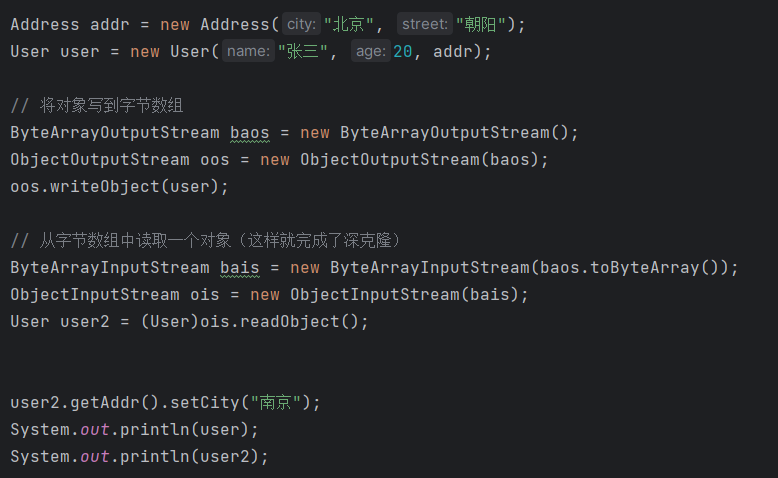 Address addr = new Address( city: "北京", street: "朝阳");
User user = new User( name: "张三", age: 20, addr);
// 将对象写到字节数组
ByteArrayOutputStream baos = new ByteArrayOutputStream();
ObjectOutputStream oos = new ObjectOutputStream(baos);
oos.writeObject(user);
// 从字节数组中读取一个对象（这样就完成了深克隆）
ByteArrayInputStream bais = new ByteArrayInputStream(baos.toByteArray());
ObjectInputStream ois = new ObjectInputStream(bais);
User user2 = (User)ois.readObject();
user2.getAddr().setCity("南京");
System.out.println(user);
System.out.println(user2);